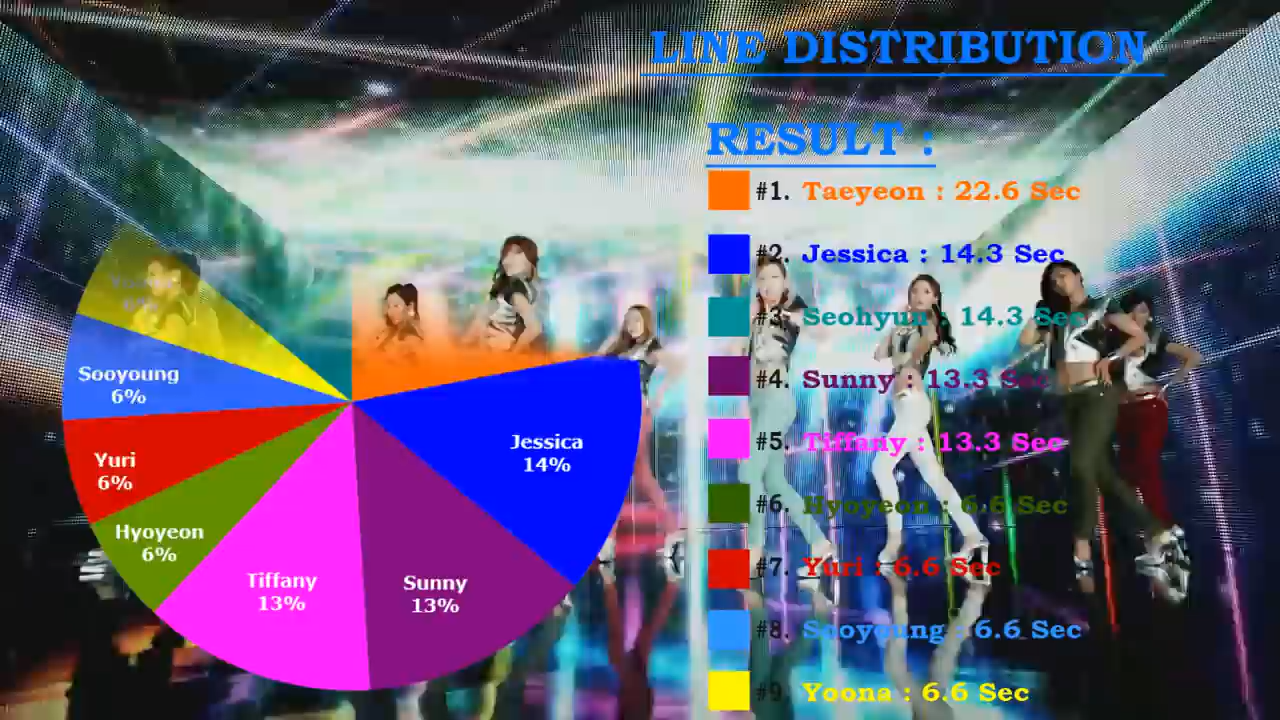 LINE DISTRIBUTION
RESULT :
#1. Taeyeon : 22.6 Sec
#2. Jessica : 14.3 Sec
#3. Seohyun : 14.3 Sec
#4. Sunny : 13.3 Sec
#5. Tiffany : 13.3 Sec
#6. Hyoyeon : 6.6 Sec
#7. Yuri : 6.6 Sec
#8. Sooyoung : 6.6 Sec
#9. Yoona : 6.6 Sec
Yoona
6%
Sooyoung
6%
Yuri
6%
Hyoyeon
6%
Tiffany
13%
Sunny
13%
Jessica
14%